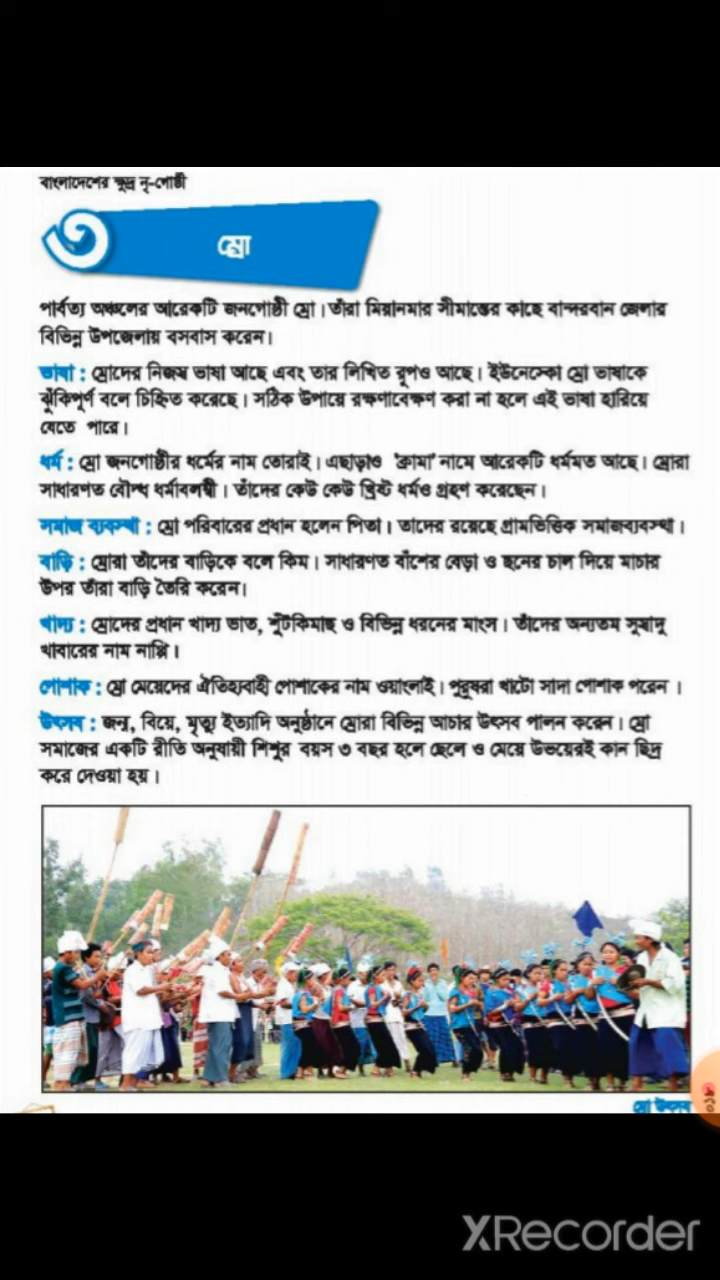 বাংলাদেশের ক্ষুদ্র নৃ-গোষ্ঠী
৩
ম্রো
পার্বত্য অঞ্চলের আরেকটি জনগোষ্ঠী ম্রো। তাঁরা মিয়ানমার সীমান্তের কাছে বান্দরবান জেলার
বিভিন্ন উপজেলায় বসবাস করেন।
ভাষা : ম্রোদের নিজস্ব ভাষা আছে এবং তার লিখিত রূপও আছে। ইউনেস্কো ম্রো ভাষাকে
ঝুঁকিপূর্ণ বলে চিহ্নিত করেছে। সঠিক উপায়ে রক্ষণাবেক্ষণ করা না হলে এই ভাষা হারিয়ে
যেতে পারে।
ধর্ম : ম্রো জনগোষ্ঠীর ধর্মের নাম তোরাই। এছাড়াও 'ক্রামা' নামে আরেকটি ধর্মমত আছে। ম্রোরা
সাধারণত বৌদ্ধ ধর্মাবলম্বী। তাঁদের কেউ কেউ খ্রিষ্ট ধর্মও গ্রহণ করেছেন।
সমাজ ব্যবস্থা : ম্রো পরিবারের প্রধান হলেন পিতা। তাদের রয়েছে গ্রামভিত্তিক সমাজব্যবস্থা।
বাড়ি : ম্রোরা তাঁদের বাড়িকে বলে কিম। সাধারণত বাঁশের বেড়া ও ছনের চাল দিয়ে মাচার
উপর তাঁরা বাড়ি তৈরি করেন।
খাদ্য : ম্রোদের প্রধান খাদ্য ভাত, শুঁটকিমাছ ও বিভিন্ন ধরনের মাংস। তাঁদের অন্যতম সুস্বাদু
খাবারের নাম নাপ্পি।
পোশাক : ম্রো মেয়েদের ঐতিহ্যবাহী পোশাকের নাম ওয়াংলাই। পুরুষরা খাটো সাদা পোশাক পরেন।
উৎসব : জন্ম, বিয়ে, মৃত্যু ইত্যাদি অনুষ্ঠানে ম্রোরা বিভিন্ন আচার উৎসব পালন করেন। ম্রো
সমাজের একটি রীতি অনুযায়ী শিশুর বয়স ৩ বছর হলে ছেলে ও মেয়ে উভয়েরই কান ছিদ্র
করে দেওয়া হয়।
ম্রো উৎসব
XRecorder